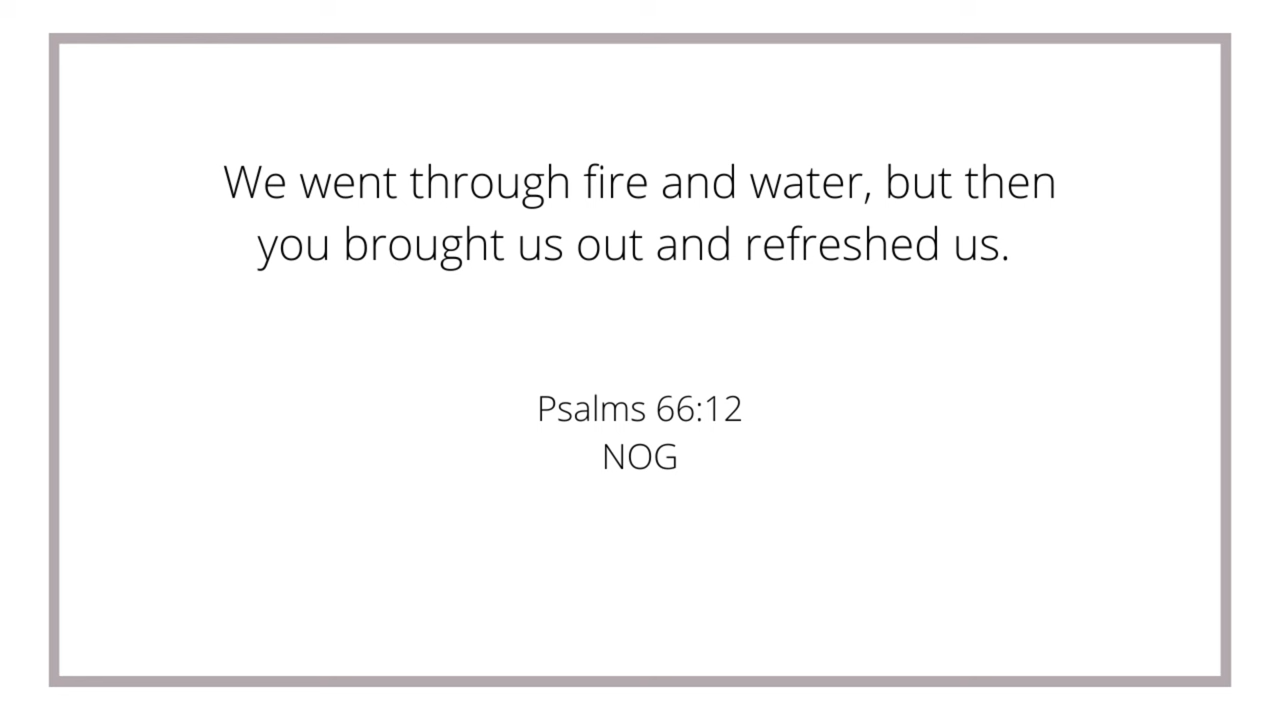 We went through fire and water, but then
you brought us out and refreshed us.
Psalms 66:12
NOG